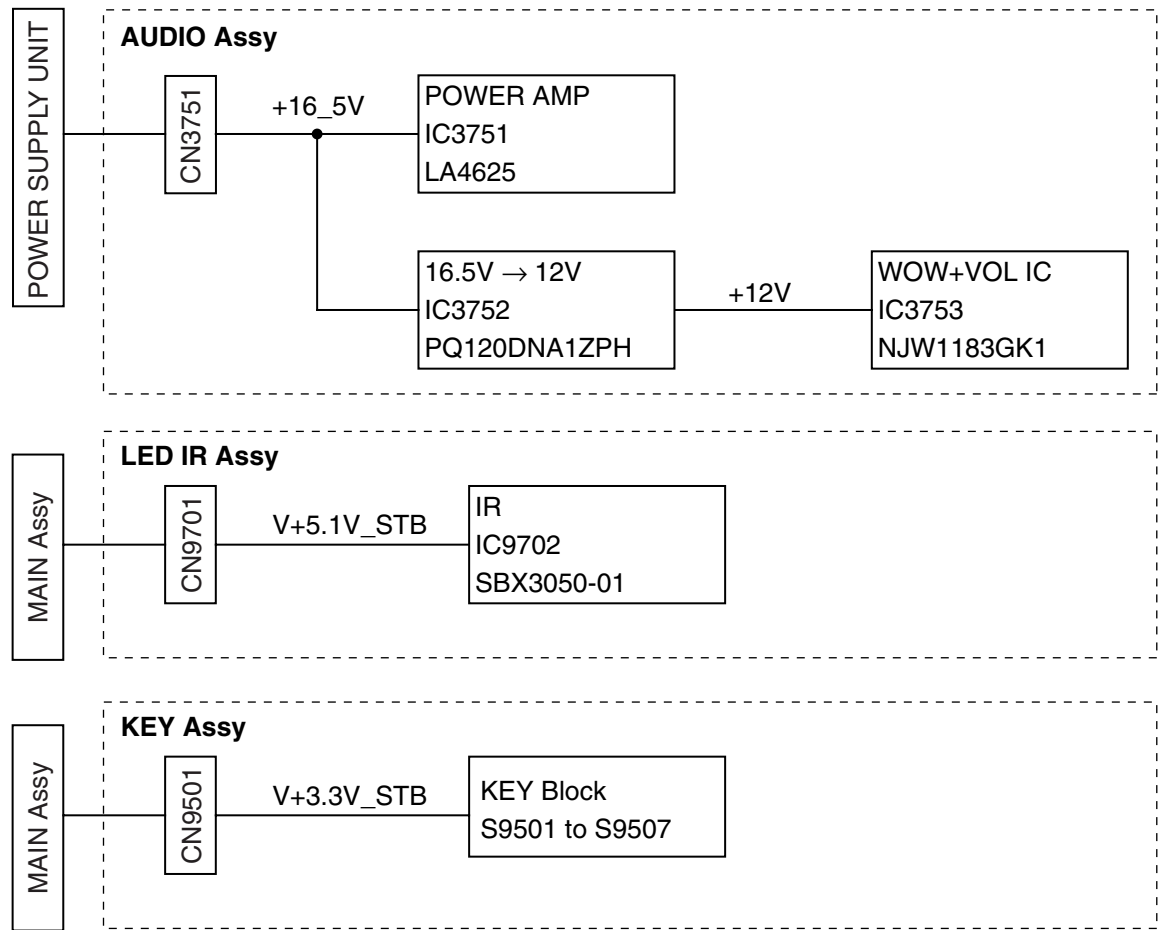 POWER SUPPLY UNIT
AUDIO Assy
CN3751
+16_5V
POWER AMP
IC3751
LA4625
16.5V → 12V
IC3752
PQ120DNA1ZPH
+12V
WOW+VOL IC
IC3753
NJW1183GK1
MAIN Assy
LED IR Assy
CN9701
V+5.1V_STB
IR
IC9702
SBX3050-01
MAIN Assy
KEY Assy
CN9501
V+3.3V_STB
KEY Block
S9501 to S9507